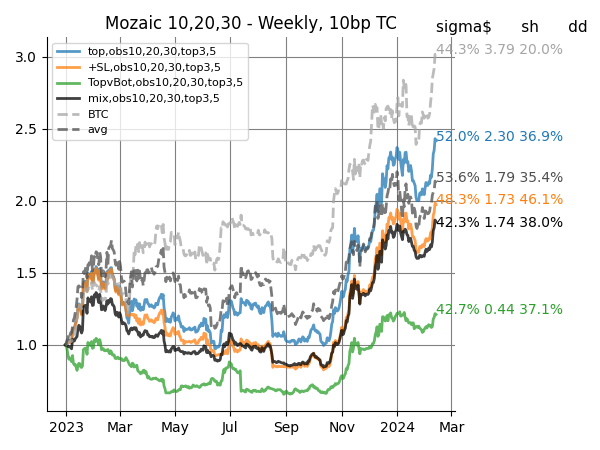 Mozaic 10,20,30 - Weekly, 10bp TC
sigma$ sh dd
top,obs10,20,30,top3,5
+SL,obs10,20,30,top3,5
TopvBot,obs10,20,30,top3,5
mix,obs10,20,30,top3,5
BTC
avg
44.3% 3.79 20.0%
52.0% 2.30 36.9%
53.6% 1.79 35.4%
48.3% 1.73 46.1%
42.3% 1.74 38.0%
42.7% 0.44 37.1%
3.0
2.5
2.0
1.5
1.0
2023 Mar May Jul Sep Nov 2024 Mar